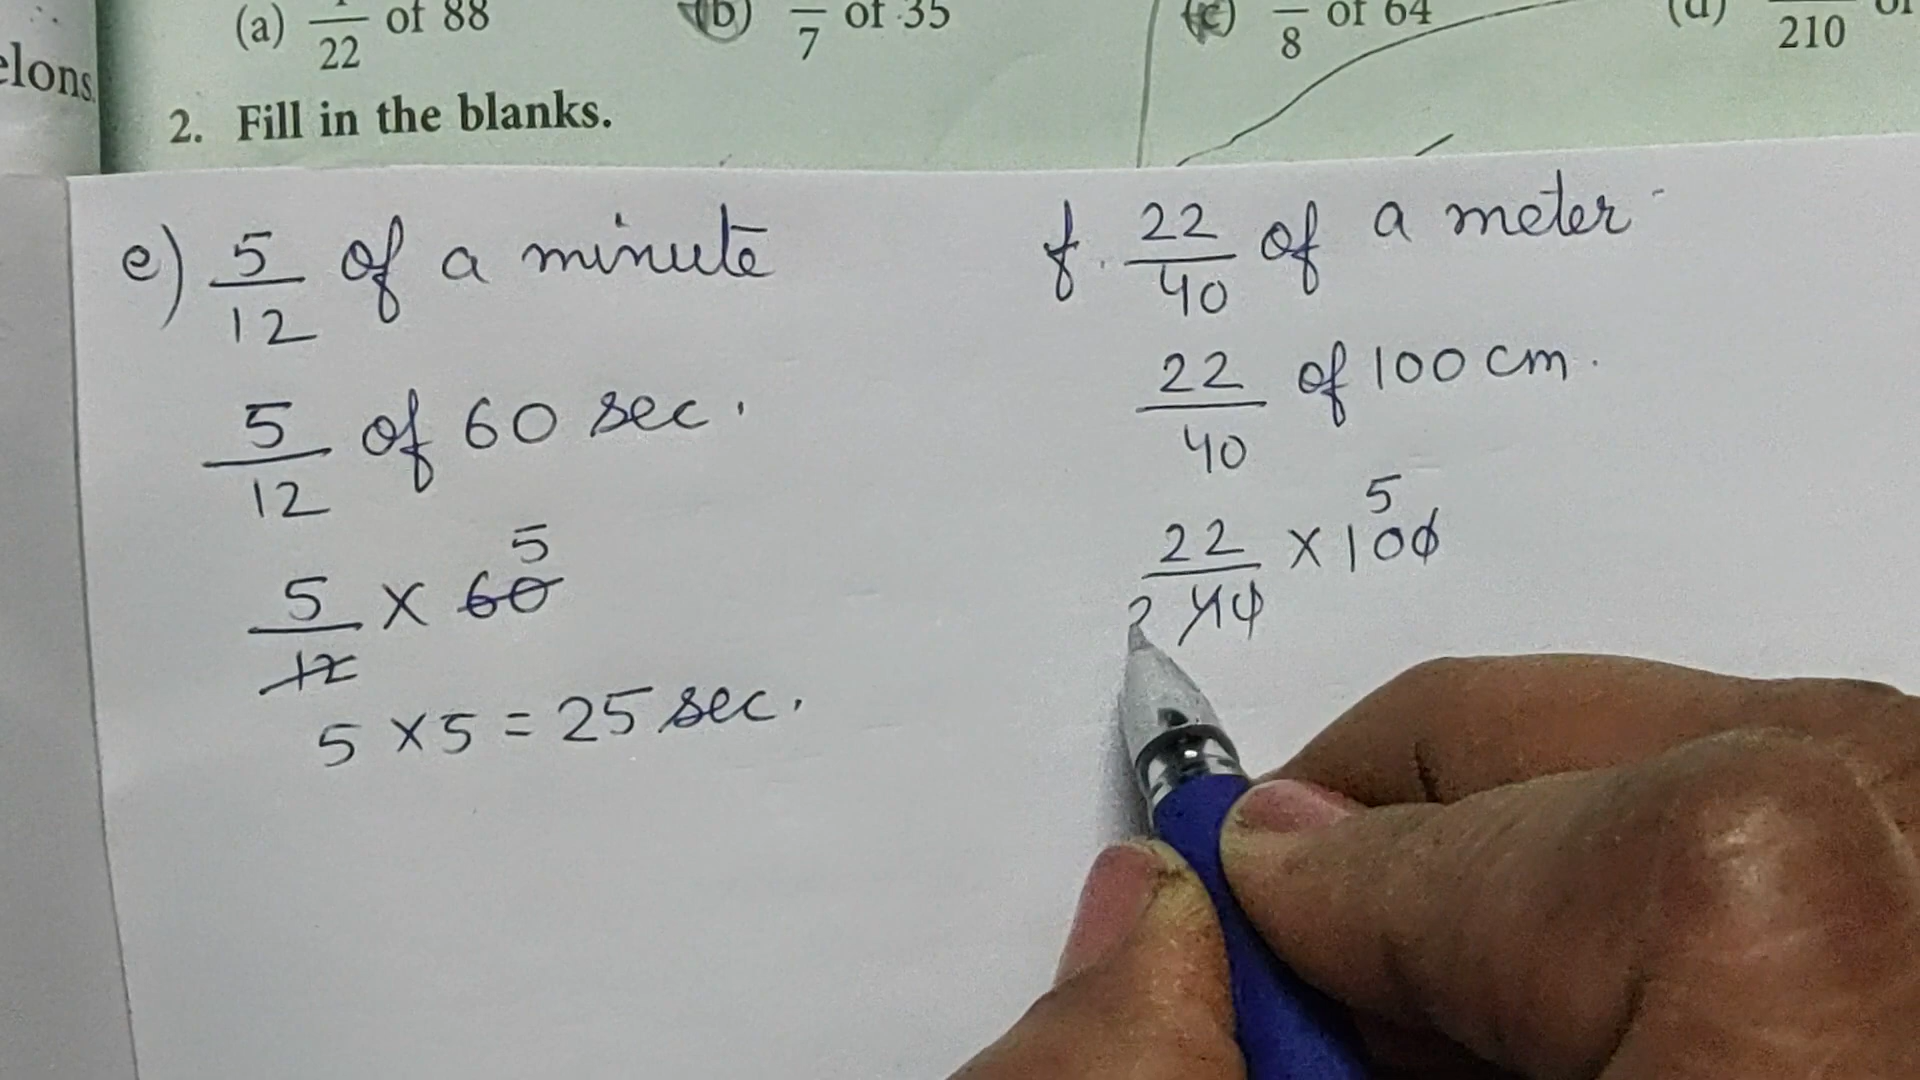 elons.
(a) 22 of 88 (b) 7 of 35 (c) 8 of 64 (d) 210 of
2. Fill in the blanks.
e) 5/12 of a minute
5/12 of 60 sec.
5
5/12 x 60
5 x 5 = 25 sec.
f. 22/40 of a meter
22/40 of 100 cm.
5
22/40 x 100
2